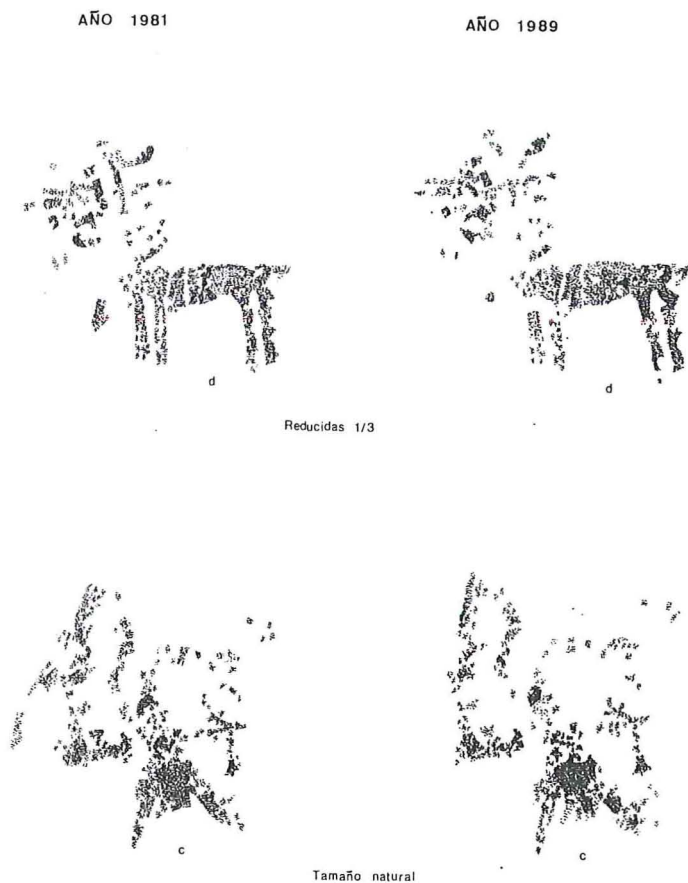 AÑO 1981
AÑO 1989
d
d
Reducidas 1/3
c
c
Tamaño natural